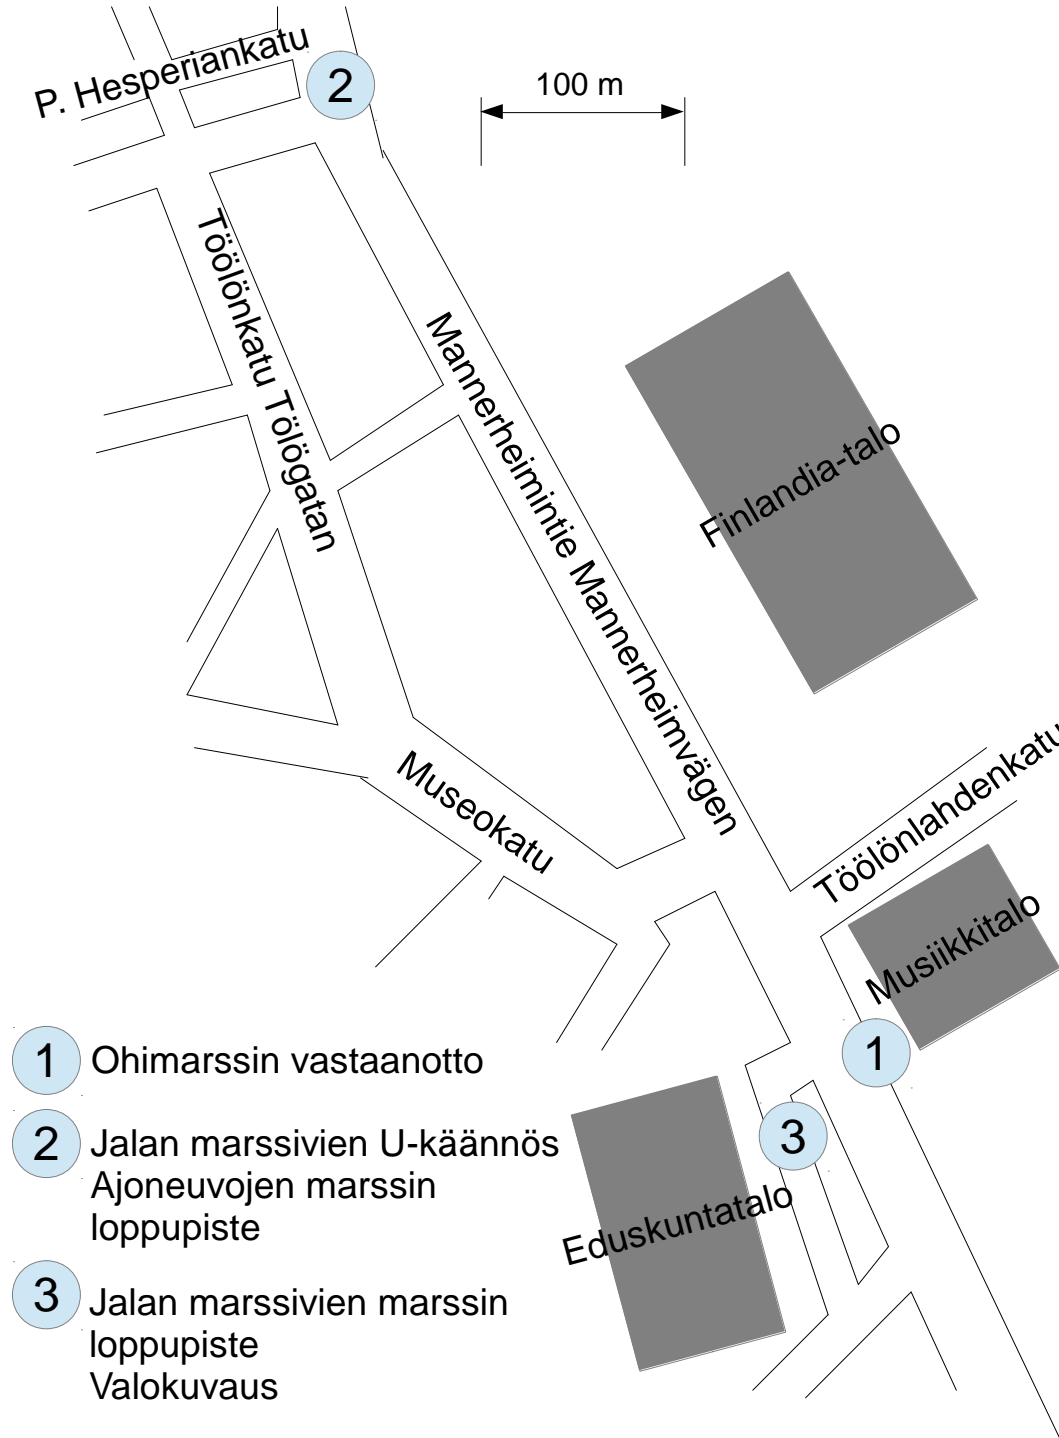 P. Hesperiankatu
2
100 m
Töölönkatu Tölögatan
Mannerheimintie Mannerheimvägen
Finlandia-talo
Museokatu
Töölönlahdenkatu
Musiikkitalo
1
3
Eduskuntatalo
1 Ohimarssin vastaanotto
2 Jalan marssivien U-käännös
Ajoneuvojen marssin
loppupiste
3 Jalan marssivien marssin
loppupiste
Valokuvaus